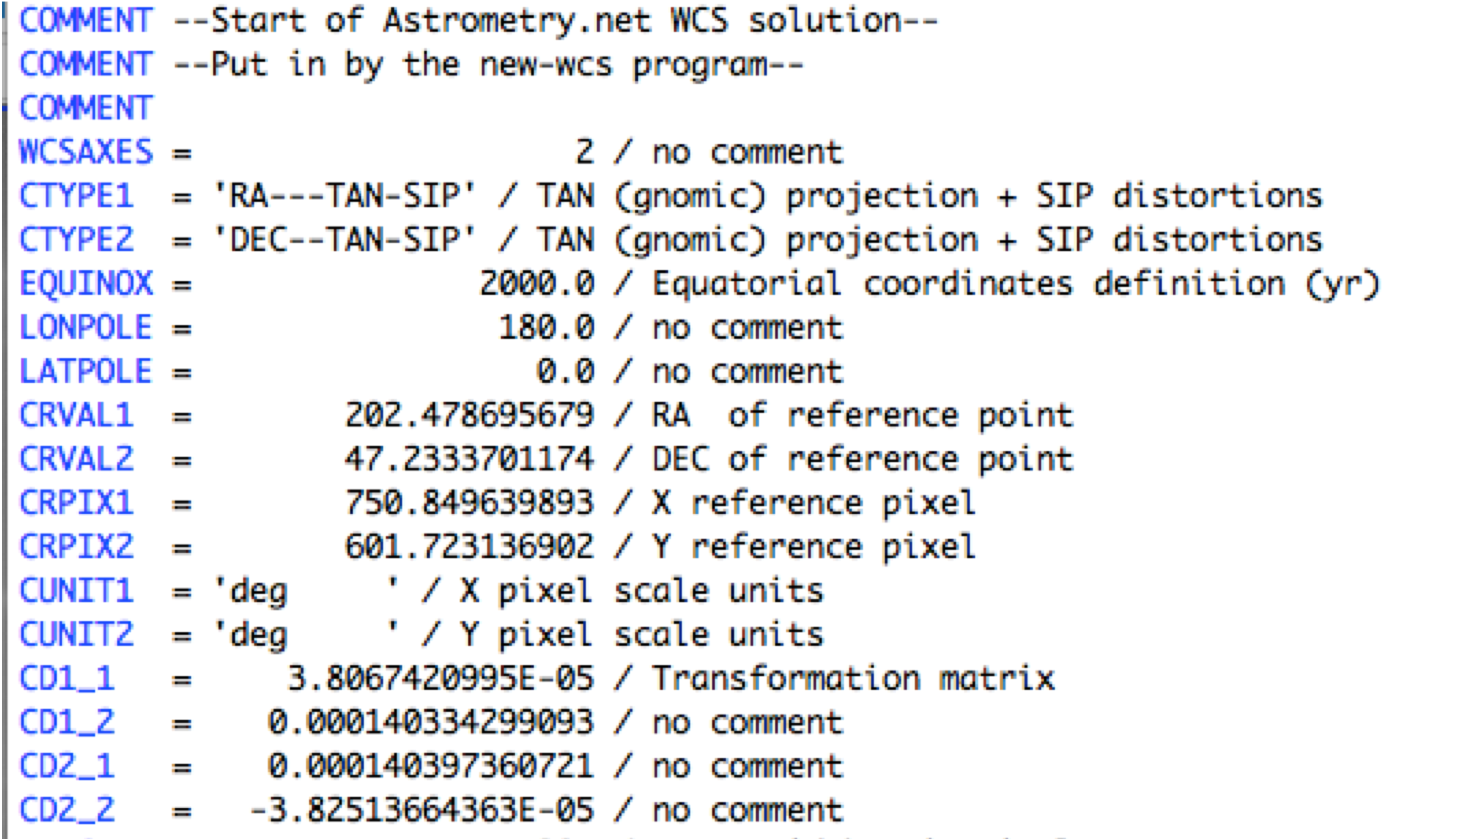 COMMENT --Start of Astrometry.net WCS solution--
COMMENT --Put in by the new-wcs program--
COMMENT
WCSAXES =                    2 / no comment
CTYPE1  = 'RA---TAN-SIP' / TAN (gnomic) projection + SIP distortions
CTYPE2  = 'DEC--TAN-SIP' / TAN (gnomic) projection + SIP distortions
EQUINOX =               2000.0 / Equatorial coordinates definition (yr)
LONPOLE =                180.0 / no comment
LATPOLE =                  0.0 / no comment
CRVAL1  =        202.478695679 / RA  of reference point
CRVAL2  =        47.2333701174 / DEC of reference point
CRPIX1  =        750.849639893 / X reference pixel
CRPIX2  =        601.723136902 / Y reference pixel
CUNIT1  = 'deg     ' / X pixel scale units
CUNIT2  = 'deg     ' / Y pixel scale units
CD1_1   =     3.8067420995E-05 / Transformation matrix
CD1_2   =    0.000140334299093 / no comment
CD2_1   =    0.000140397360721 / no comment
CD2_2   =   -3.82513664363E-05 / no comment